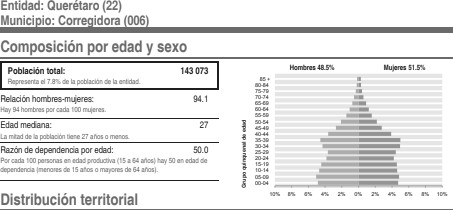 Entidad: Querétaro (22)
Municipio: Corregidora (006)
Composición por edad y sexo
Población total: 143 073
Representa el 7.8% de la población de la entidad.
Relación hombres-mujeres: 94.1
Hay 94 hombres por cada 100 mujeres.
Edad mediana: 27
La mitad de la población tiene 27 años o menos.
Razón de dependencia por edad: 50.0
Por cada 100 personas en edad productiva (15 a 64 años) hay 50 en edad de
dependencia (menores de 15 años o mayores de 64 años).
Hombres 48.5% Mujeres 51.5%
Grupo quinquenal de edad
85 +
80-84
75-79
70-74
65-69
60-64
55-59
50-54
45-49
40-44
35-39
30-34
25-29
20-24
15-19
10-14
05-09
00-04
10% 8% 6% 4% 2% 0% 2% 4% 6% 8% 10%
Distribución territorial